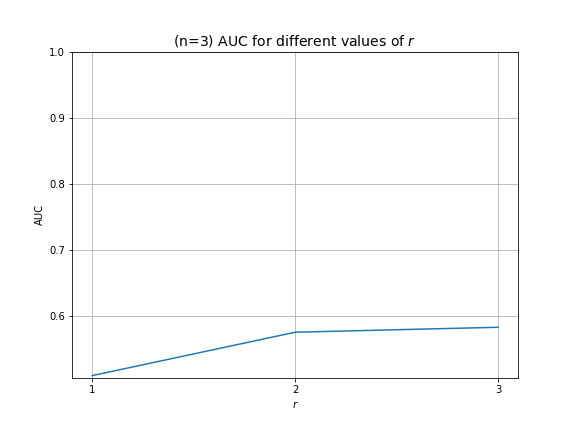 (n=3) AUC for different values of r
1.0
0.9
0.8
0.7
0.6
AUC
1 2 3
r